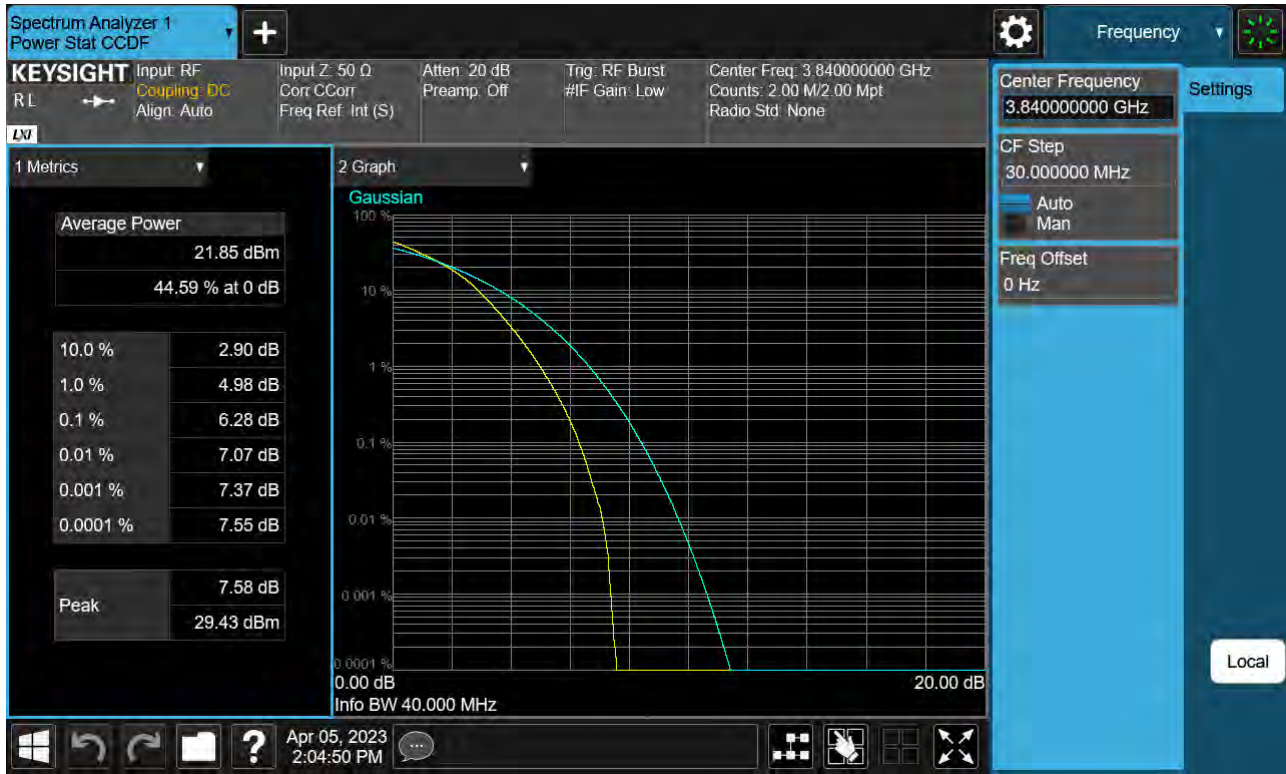 Spectrum Analyzer 1
Power Stat CCDF
Frequency
KEYSIGHT
RL
LXI
Input: RF
Coupling: DC
Align: Auto
Input Z: 50 Ω
Corr CCorr
Freq Ref: Int (S)
Atten: 20 dB
Preamp: Off
Trig: RF Burst
#IF Gain: Low
Center Freq: 3.840000000 GHz
Counts: 2.00 M/2.00 Mpt
Radio Std: None
1 Metrics
Average Power
21.85 dBm
44.59 % at 0 dB
10.0 % 2.90 dB
1.0 % 4.98 dB
0.1 % 6.28 dB
0.01 % 7.07 dB
0.001 % 7.37 dB
0.0001 % 7.55 dB
Peak
7.58 dB
29.43 dBm
2 Graph
Gaussian
100 %
10 %
1 %
0.1 %
0.01 %
0.001 %
0.0001 %
0.00 dB
20.00 dB
Info BW 40.000 MHz
Center Frequency
3.840000000 GHz
CF Step
30.000000 MHz
Auto
Man
Freq Offset
0 Hz
Settings
Local
?
Apr 05, 2023
2:04:50 PM